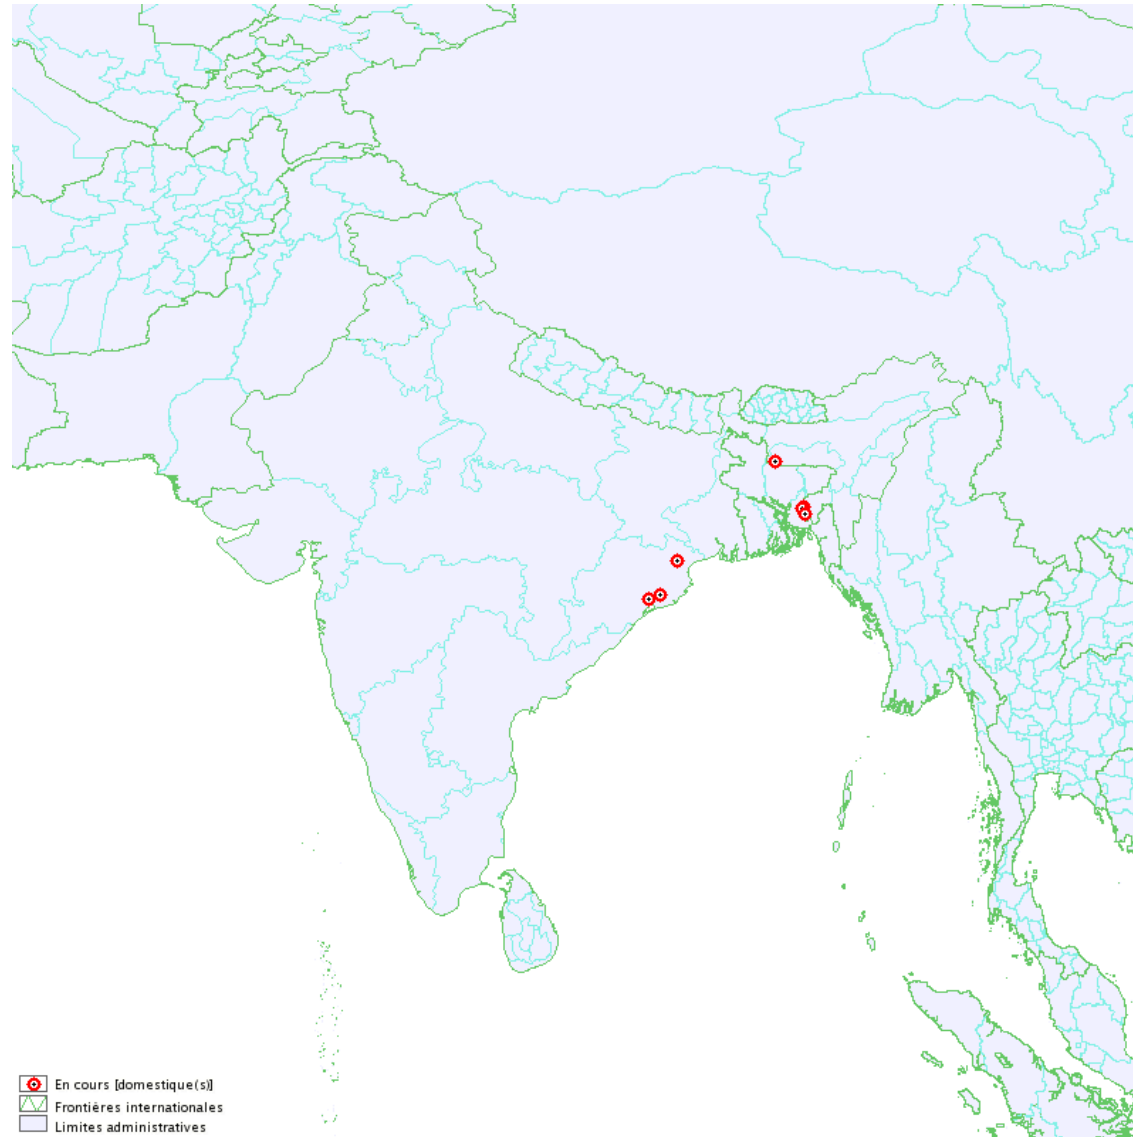 En cours [domestique(s)]
Frontières internationales
Limites administratives